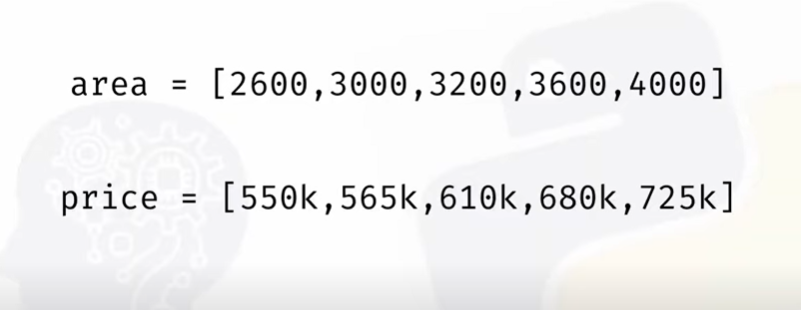 area = [2600,3000,3200,3600,4000]
price = [550k,565k,610k,680k,725k]